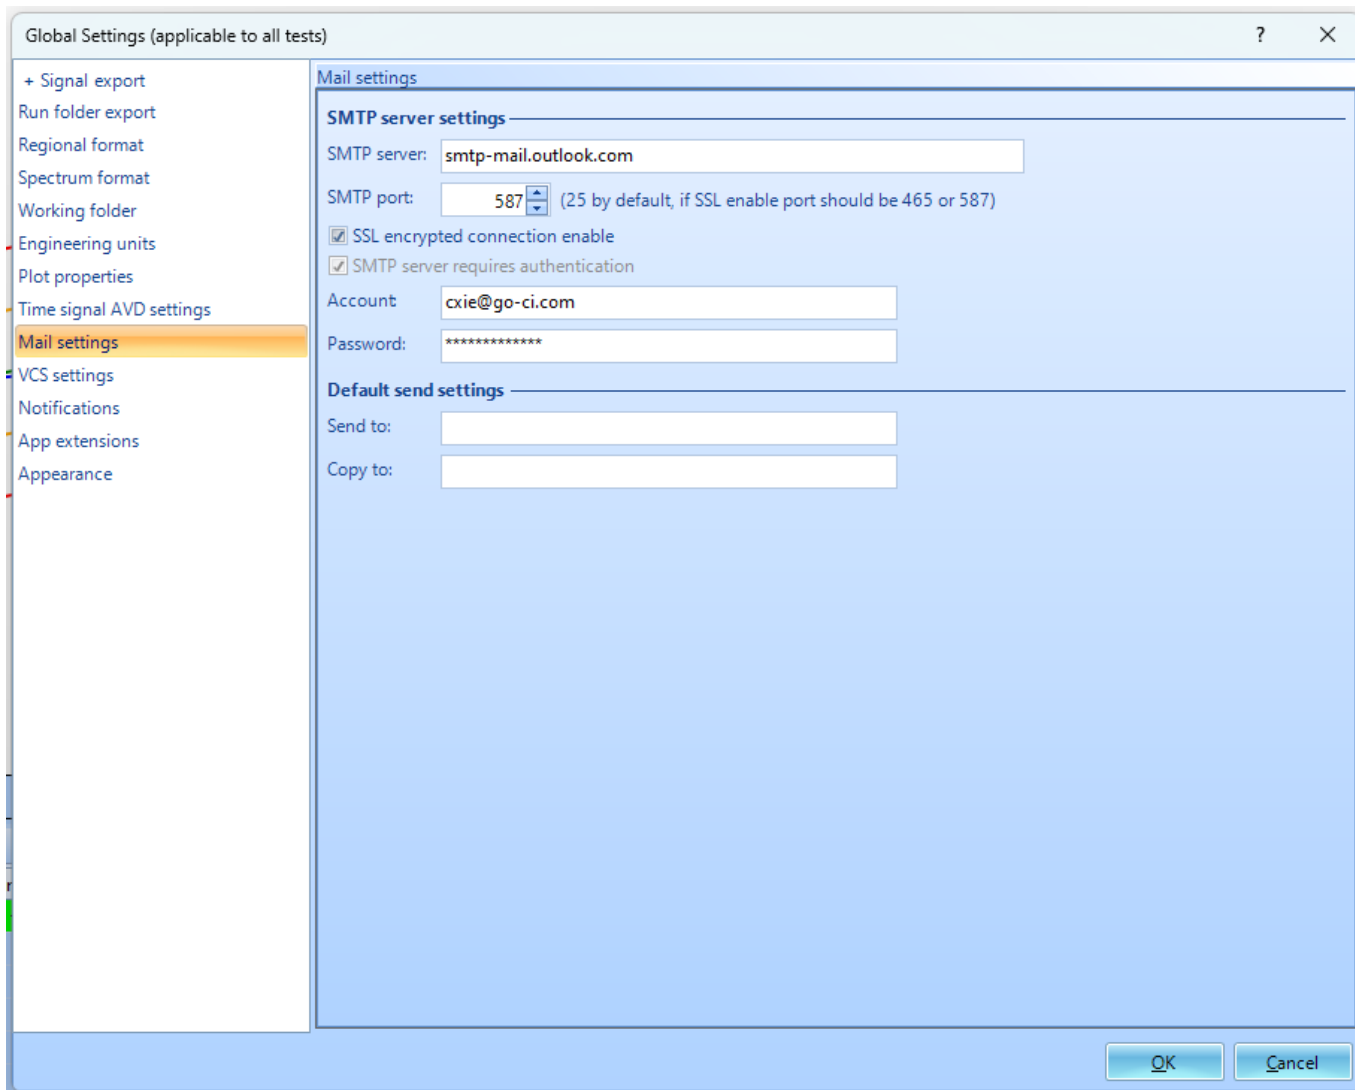 Global Settings (applicable to all tests)
?
+ Signal export
Run folder export
Regional format
Spectrum format
Working folder
Engineering units
Plot properties
Time signal AVD settings
Mail settings
VCS settings
Notifications
App extensions
Appearance
Mail settings
SMTP server settings
SMTP server: smtp-mail.outlook.com
SMTP port: 587 (25 by default, if SSL enable port should be 465 or 587)
SSL encrypted connection enable
SMTP server requires authentication
Account: cxie@go-ci.com
Password: *************
Default send settings
Send to:
Copy to:
OK
Cancel